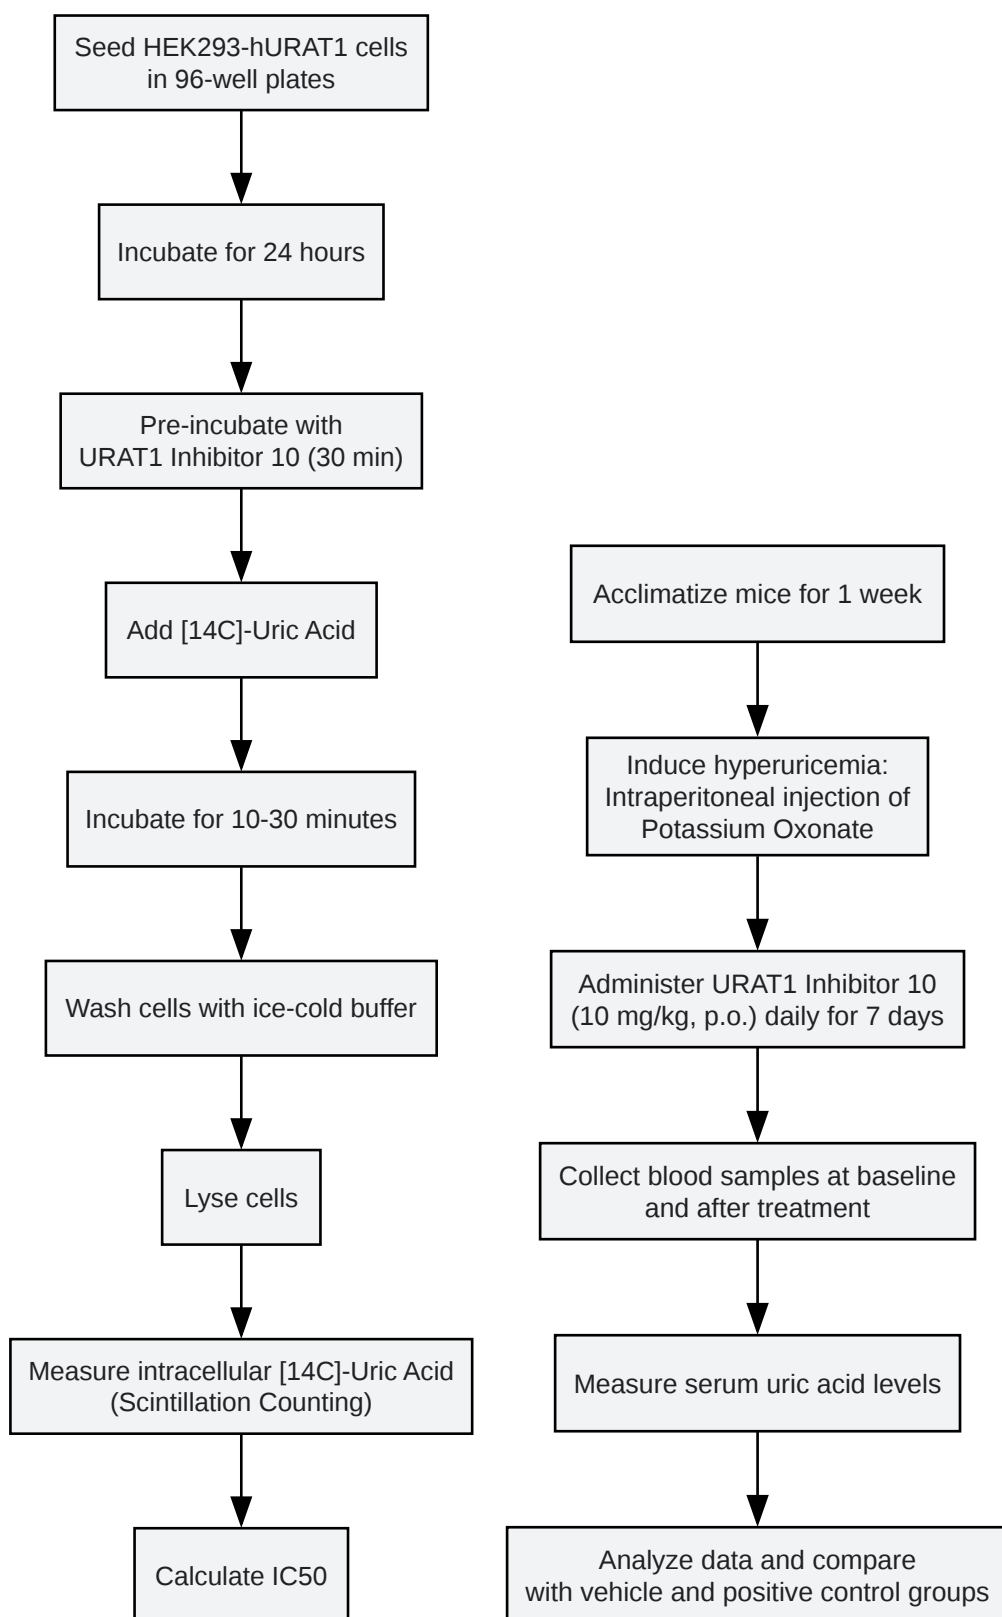 Seed HEK293-hURAT1 cells
in 96-well plates
Incubate for 24 hours
Pre-incubate with
URAT1 Inhibitor 10 (30 min)
Add [14C]-Uric Acid
Incubate for 10-30 minutes
Wash cells with ice-cold buffer
Lyse cells
Measure intracellular [14C]-Uric Acid
(Scintillation Counting)
Calculate IC50
Acclimatize mice for 1 week
Induce hyperuricemia:
Intraperitoneal injection of
Potassium Oxonate
Administer URAT1 Inhibitor 10
(10 mg/kg, p.o.) daily for 7 days
Collect blood samples at baseline
and after treatment
Measure serum uric acid levels
Analyze data and compare
with vehicle and positive control groups